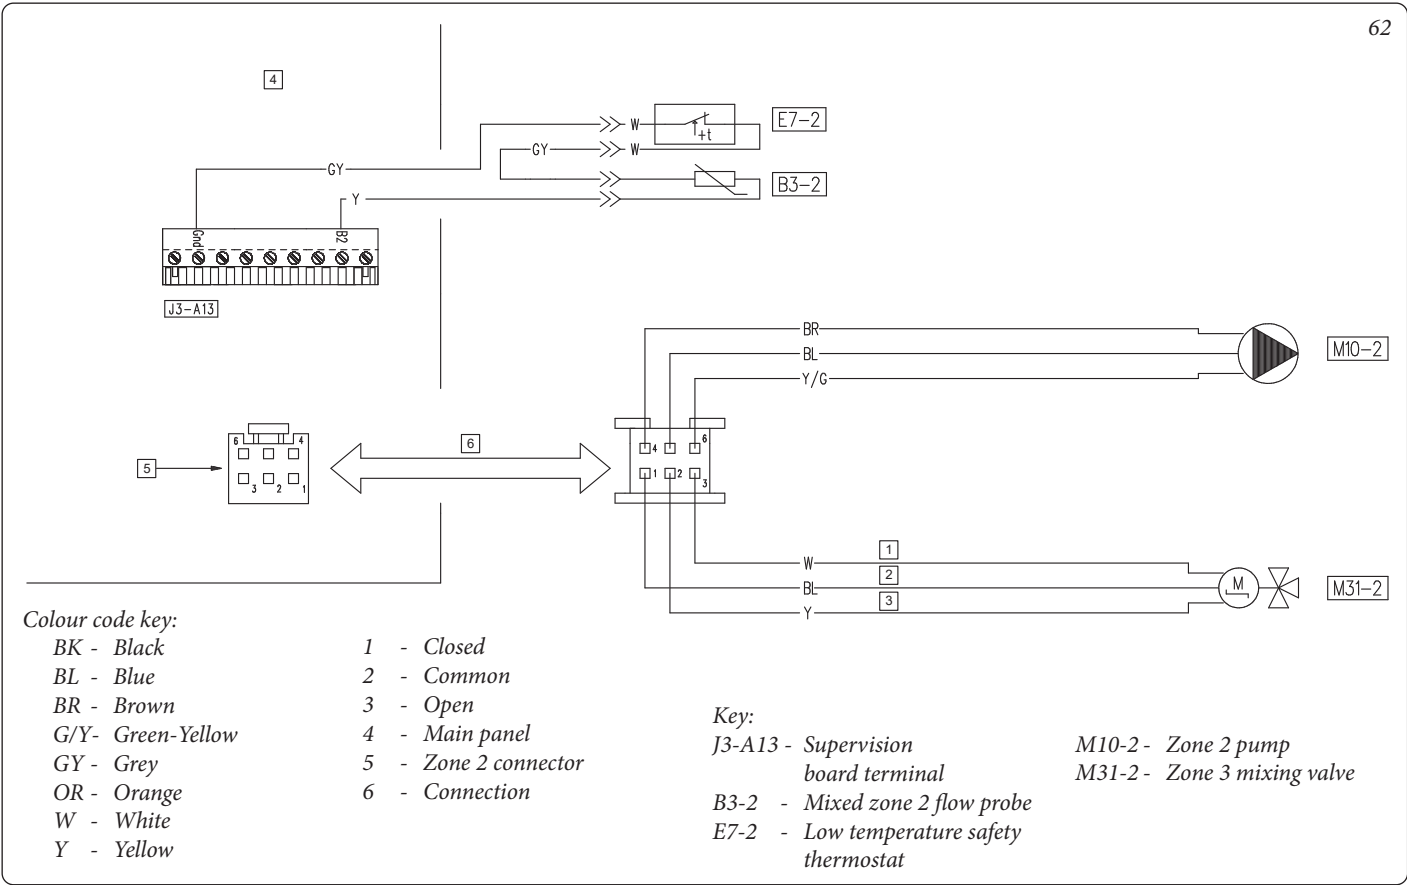 62
4
W
E7-2
+t
GY
W
GY
B3-2
Y
Gnd
B2
J3-A13
BR
BL
M10-2
Y/G
6
4
6
4
6
5
1
2
3
3
2
1
W
1
BL
2
M
M31-2
Y
3
Colour code key:
BK - Black
BL - Blue
BR - Brown
G/Y- Green-Yellow
GY - Grey
OR - Orange
W - White
Y - Yellow
1 - Closed
2 - Common
3 - Open
4 - Main panel
5 - Zone 2 connector
6 - Connection
Key:
J3-A13 - Supervision
board terminal
B3-2 - Mixed zone 2 flow probe
E7-2 - Low temperature safety
thermostat
M10-2 - Zone 2 pump
M31-2 - Zone 3 mixing valve